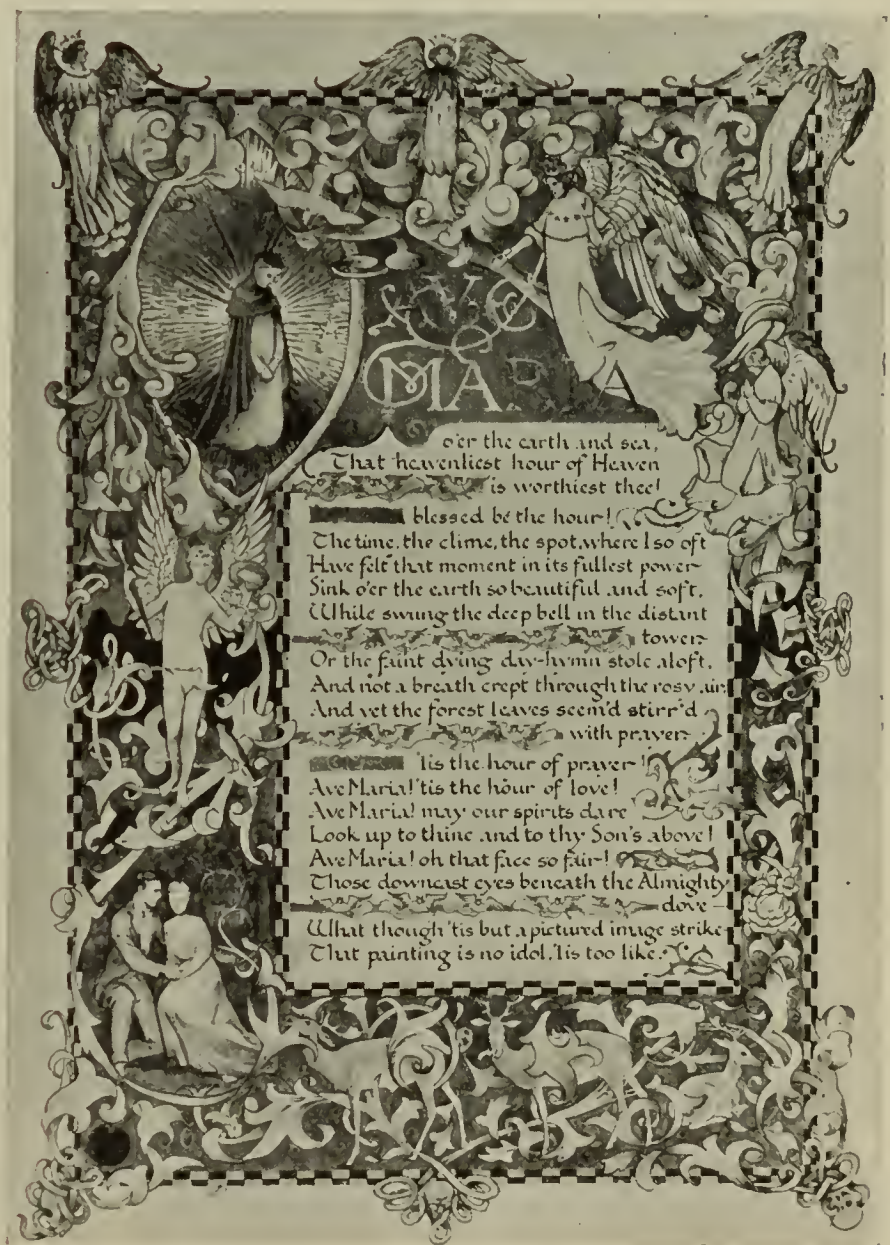 AVE
MARIA
o'er the earth and sea,
That heavenliest hour of Heaven
is worthiest thee!
blessed be the hour!
The time, the clime, the spot, where I so oft
Have felt that moment in its fullest power
Sink o'er the earth so beautiful and soft,
While swung the deep bell in the distant
tower
Or the faint dying day-hymn stole aloft,
And not a breath crept through the rosy air,
And yet the forest leaves seem'd stirr'd
with prayer
'tis the hour of prayer!
Ave Maria! 'tis the hour of love!
Ave Maria! may our spirits dare
Look up to thine and to thy Son's above!
Ave Maria! oh that face so fair!
Those downcast eyes beneath the Almighty
dove
What though 'tis but a pictured image strike
That painting is no idol, 'tis too like.